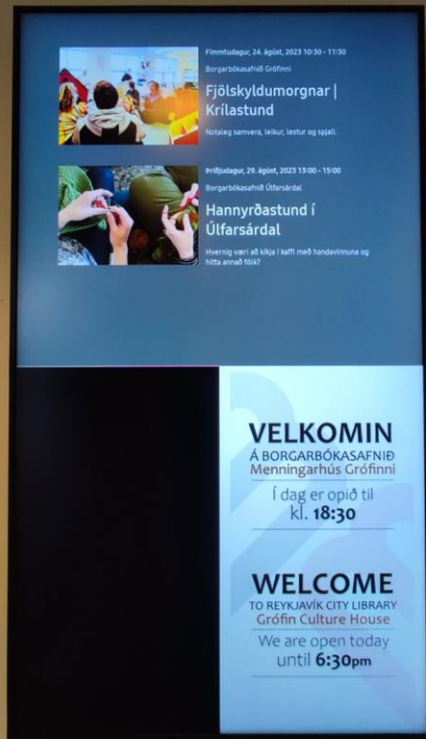 Fimmtudagur, 24. ágúst, 2023 10:30 - 11:30
Borgarbókasafnið Grófinni
Fjölskyldumorgnar |
Krílastund
Notaleg samvera, leikur, lestur og spjall.
Þriðjudagur, 29. ágúst, 2023 13:00 - 15:00
Borgarbókasafnið Úlfarsárdal
Hannyrðastund í
Úlfarsárdal
Hvernig væri að kíkja í kaffi með handavinnuna og
hitta annað fólk?
VELKOMIN
Á BORGARBÓKASAFNIÐ
Menningarhús Grófinni
Í dag er opið til
kl. 18:30
WELCOME
TO REYKJAVÍK CITY LIBRARY
Grófin Culture House
We are open today
until 6:30pm